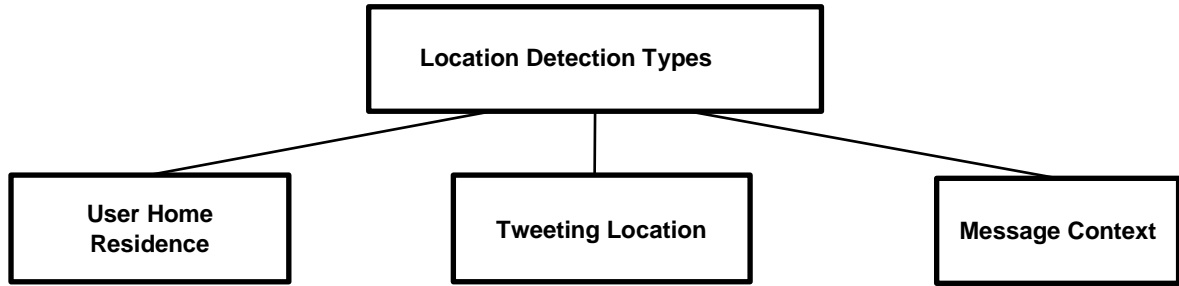 Location Detection Types
User Home
Residence
Tweeting Location
Message Context